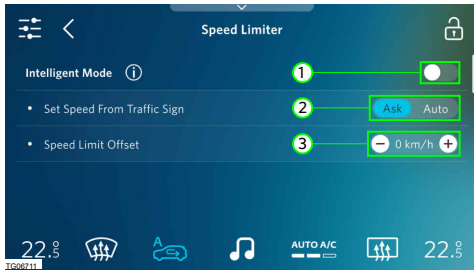 Speed Limiter
Intelligent Mode i 1
• Set Speed From Traffic Sign 2 Ask Auto
• Speed Limit Offset 3 − 0 km/h +
22.5° A AUTO A/C 22.5°
TG06711